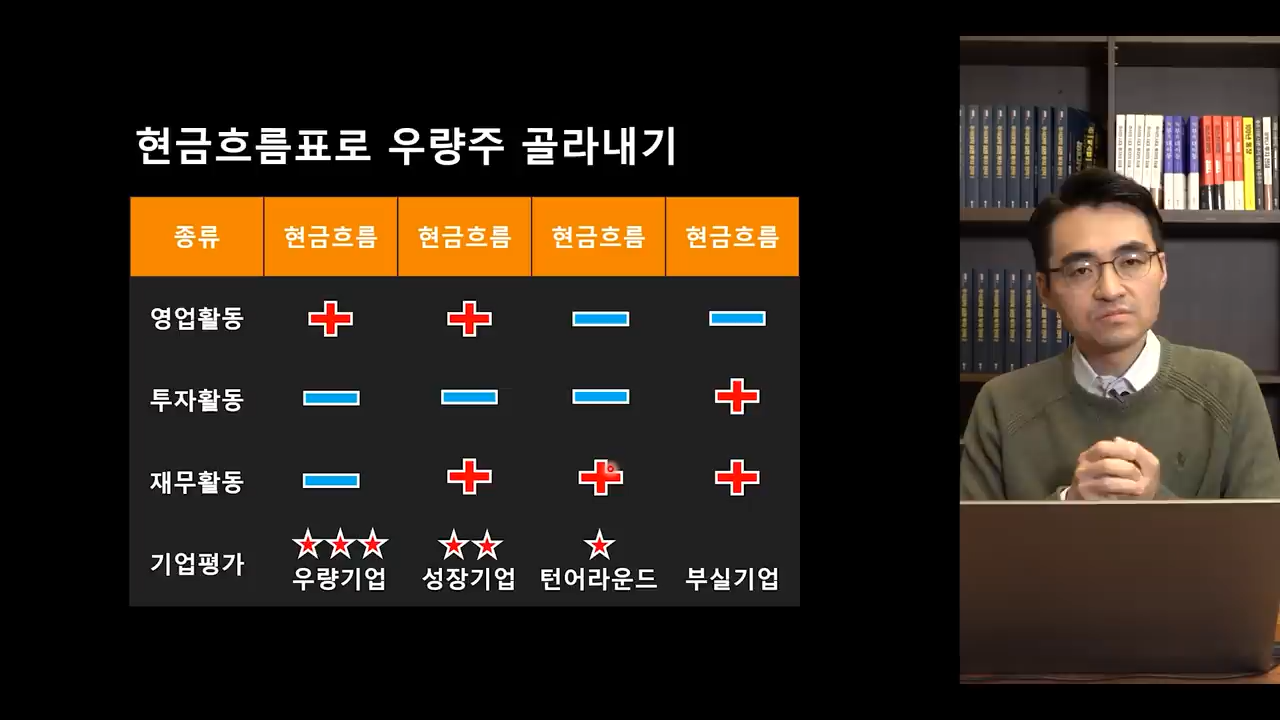 현금흐름표로 우량주 골라내기
종류 현금흐름 현금흐름 현금흐름 현금흐름
영업활동
투자활동
재무활동
기업평가 우량기업 성장기업 턴어라운드 부실기업